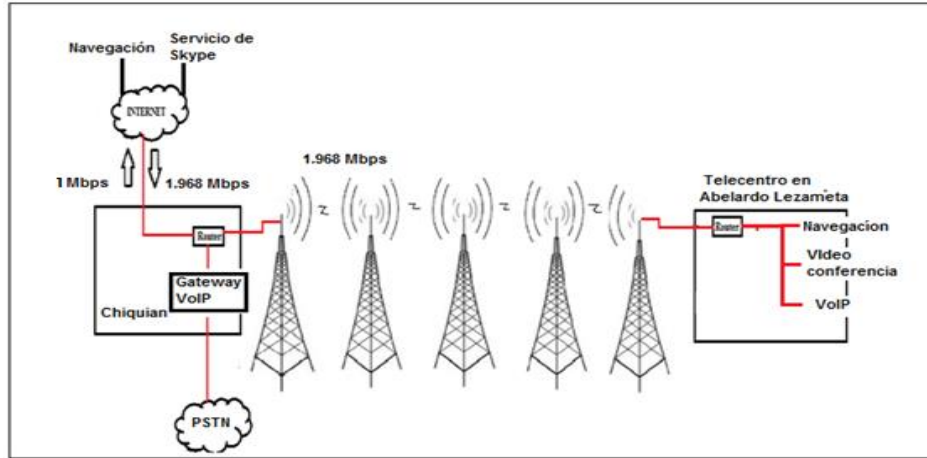 Navegación
Servicio de
Skype
INTERNET
1 Mbps
1.968 Mbps
1.968 Mbps
Router
Gateway
VoIP
Chiquian
PSTN
Telecentro en
Abelardo Lezameta
Router
Navegacion
VIdeo
conferencia
VoIP